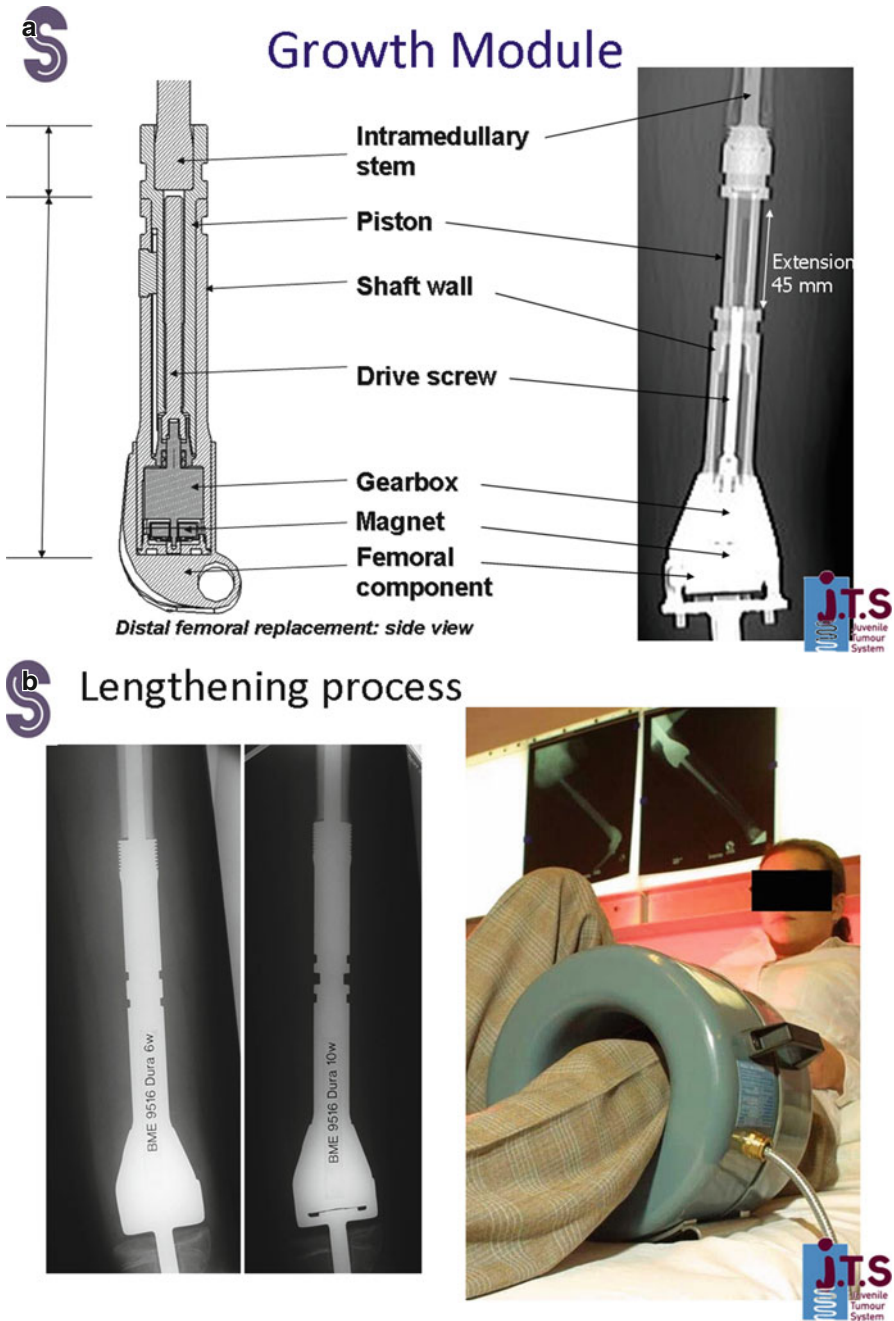 a
Growth Module
Intramedullary
stem
Piston
Shaft wall
Drive screw
Gearbox
Magnet
Femoral
component
Extension
45 mm
Distal femoral replacement: side view
J.T.S
Juvenile
Tumour
System
b
Lengthening process
BME 9516 Dura 6w
BME 9516 Dura 10w
J.T.S
Juvenile
Tumour
System